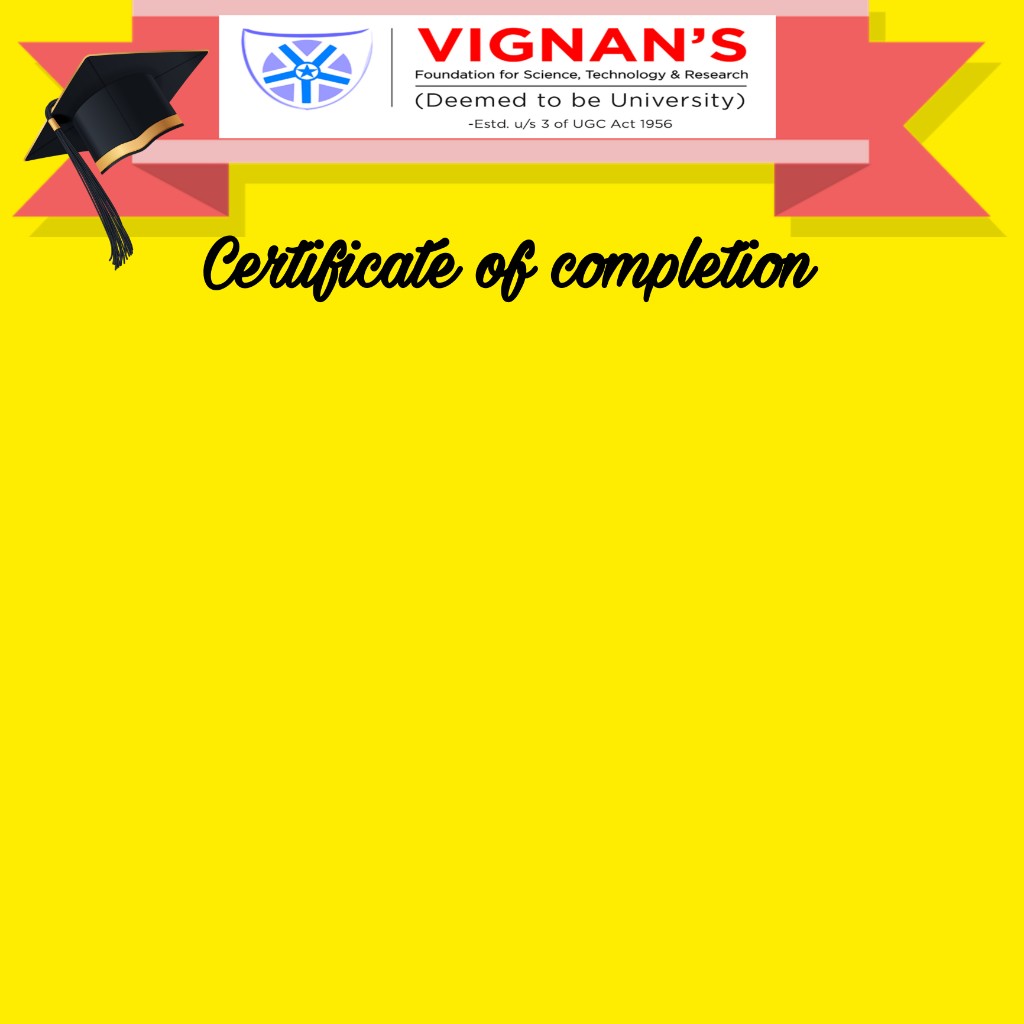 VIGNAN'S
Foundation for Science, Technology & Research
(Deemed to be University)
-Estd. u/s 3 of UGC Act 1956
Certificate of completion